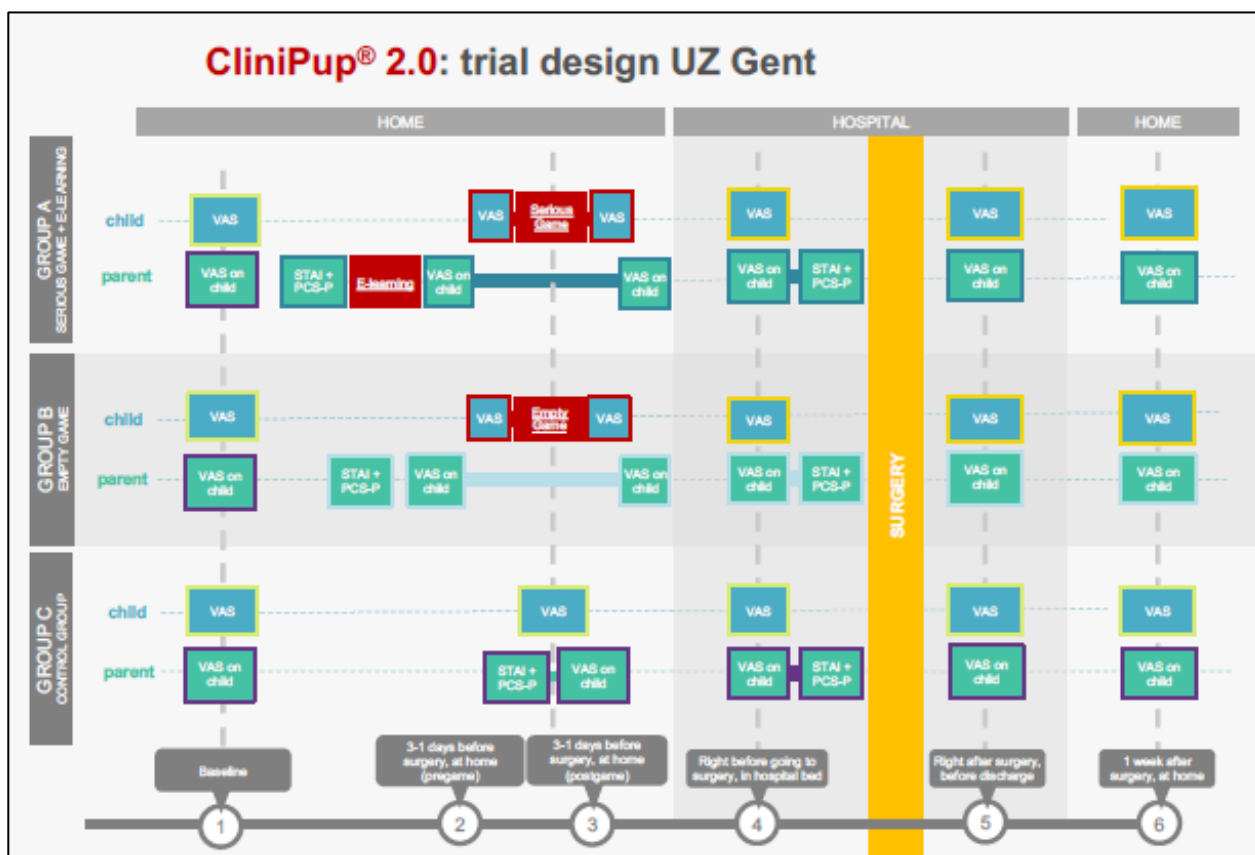 CliniPup® 2.0: trial design UZ Gent
HOME
HOSPITAL
HOME
GROUP A
SERIOUS GAME + E-LEARNING
child
VAS
VAS
Serious
Game
VAS
VAS
VAS
VAS
parent
VAS on
child
STAI +
PCS-P
E-learning
VAS on
child
VAS on
child
VAS on
child
STAI +
PCS-P
VAS on
child
VAS on
child
GROUP B
EMPTY GAME
child
VAS
VAS
Empty
Game
VAS
VAS
VAS
VAS
parent
VAS on
child
STAI +
PCS-P
VAS on
child
VAS on
child
VAS on
child
STAI +
PCS-P
VAS on
child
VAS on
child
SURGERY
GROUP C
CONTROL GROUP
child
VAS
VAS
VAS
VAS
VAS
parent
VAS on
child
STAI +
PCS-P
VAS on
child
VAS on
child
STAI +
PCS-P
VAS on
child
VAS on
child
Baseline
3-1 days before
surgery, at home
(pregame)
3-1 days before
surgery, at home
(postgame)
Right before going to
surgery, in hospital bed
Right after surgery,
before discharge
1 week after
surgery, at home
1
2
3
4
5
6